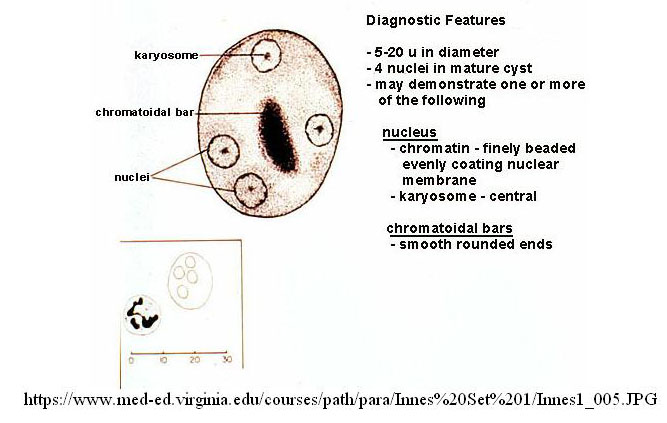 Diagnostic Features
karyosome
- 5-20 u in diameter
- 4 nuclei in mature cyst
- may demonstrate one or more
of the following
chromatoidal bar
nucleus
- chromatin - finely beaded
evenly coating nuclear
membrane
- karyosome - central
nuclei
chromatoidal bars
- smooth rounded ends
0 10 20 30
https://www.med-ed.virginia.edu/courses/path/para/Innes%20Set%201/Innes1_005.JPG